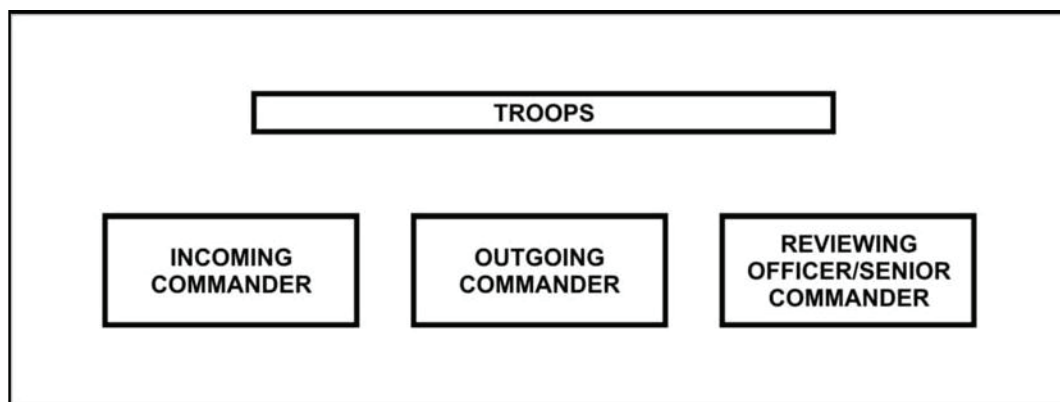 TROOPS
INCOMING
COMMANDER
OUTGOING
COMMANDER
REVIEWING
OFFICER/SENIOR
COMMANDER